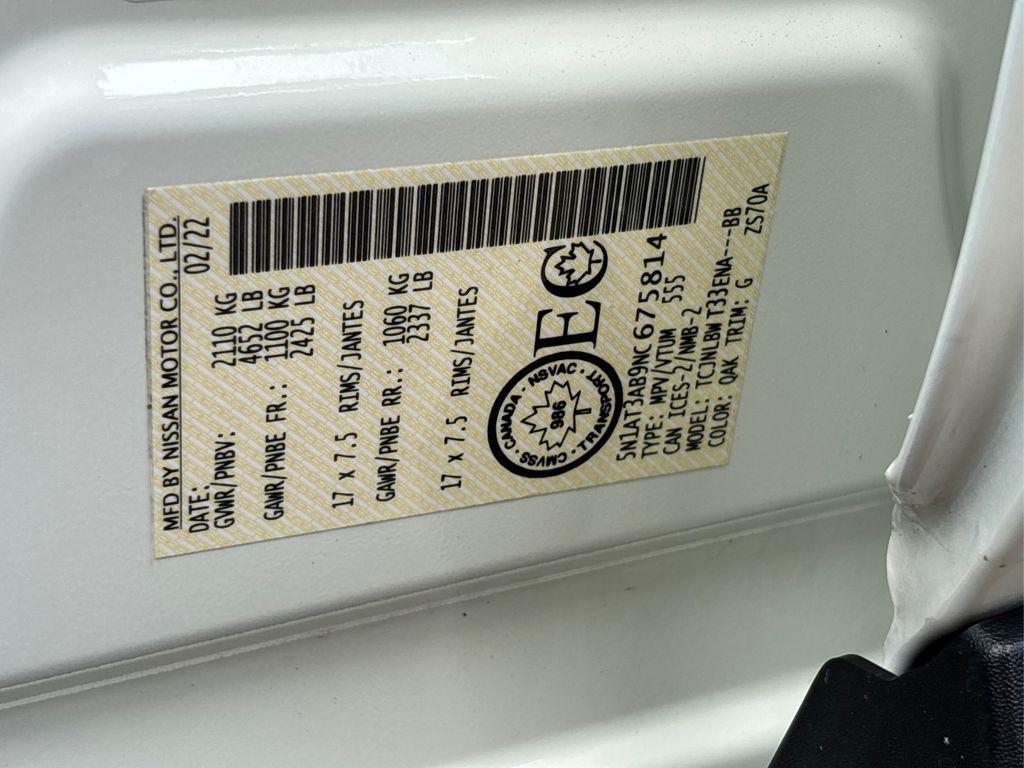 MFD BY NISSAN MOTOR CO., LTD.
DATE: 02/22
GVWR/PNBV: 2110 KG
4652 LB
GAWR/PNBE FR.: 1100 KG
2425 LB
17 x 7.5 RIMS/JANTES
GAWR/PNBE RR.: 1060 KG
2337 LB
17 x 7.5 RIMS/JANTES
CANADA · NSVAC · TRANSPORT · CMVSS ·
986
T
EC
5N1AT3AB9NC675814
TYPE: MPV/TUM 555
CAN ICES-2/NMB-2
MODEL: TCJNLBWT33ENA---BB
COLOR: QAK TRIM: G ZS70A